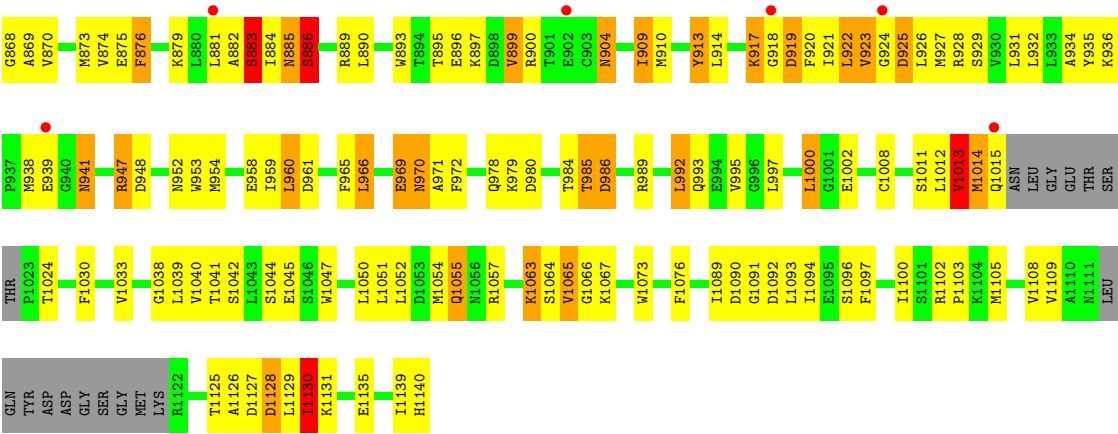 G868 A869 V870 M873 V874 E875 F876 K879 L880 L881 A882 S883 I884 N885 S886 R889 L890 W893 T894 T895 E896 K897 D898 V899 R900 T901 E902 C903 N904 I909 M910 Y913 L914 K917 G918 D919 F920 I921 L922 V923 G924 D925 L926 M927 R928 S929 V930 L931 L932 L933 A934 Y935 K936
P937 M938 E939 G940 N941 R947 D948 N952 W953 M954 E958 I959 L960 D961 F965 L966 E969 N970 A971 F972 Q978 K979 D980 T984 T985 D986 R989 L992 Q993 E994 V995 G996 L997 L1000 G1001 E1002 C1008 S1011 L1012 V1013 M1014 Q1015 ASN LEU GLY GLU THR SER
THR P1023 T1024 F1030 V1033 G1038 L1039 V1040 T1041 S1042 L1043 S1044 E1045 S1046 W1047 L1050 L1051 L1052 D1053 M1054 Q1055 N1056 R1057 K1063 S1064 V1065 G1066 K1067 W1073 F1076 I1089 D1090 G1091 D1092 L1093 I1094 E1095 S1096 F1097 I1100 S1101 R1102 P1103 K1104 M1105 V1108 V1109 A1110 N1111 LEU
GLN TYR ASP ASP GLY SER GLY MET LYS R1122 T1125 A1126 D1127 D1128 L1129 I1130 K1131 E1135 I1139 H1140